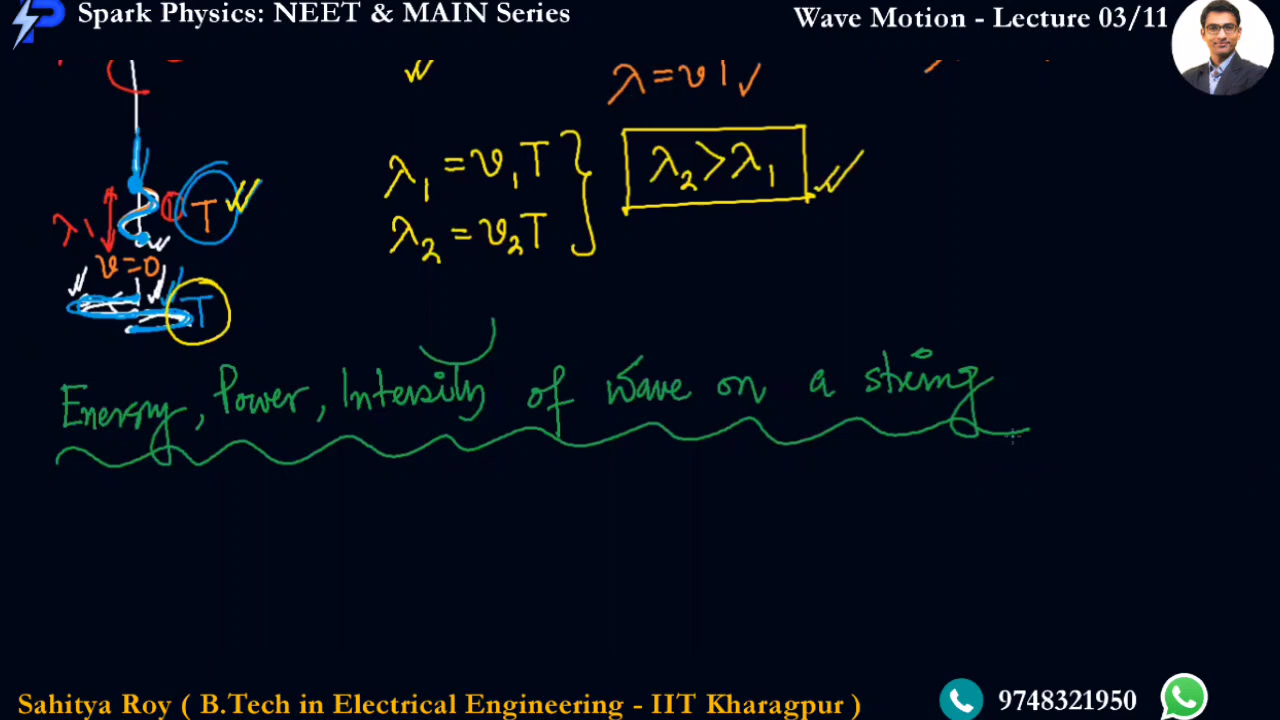 Spark Physics: NEET & MAIN Series
Wave Motion - Lecture 03/11
λ = v
λ₁ = v₁T
λ₂ > λ₁
λ₂ = v₂T
λ₁
T
v = 0
T
Energy, Power, Intensity of wave on a string
Sahitya Roy ( B.Tech in Electrical Engineering - IIT Kharagpur )
9748321950